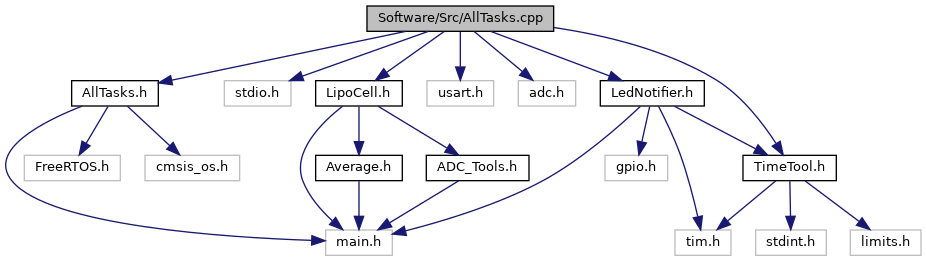 Software/Src/AllTasks.cpp
AllTasks.h
stdio.h
LipoCell.h
usart.h
adc.h
LedNotifier.h
FreeRTOS.h
cmsis_os.h
Average.h
ADC_Tools.h
gpio.h
TimeTool.h
main.h
tim.h
stdint.h
limits.h